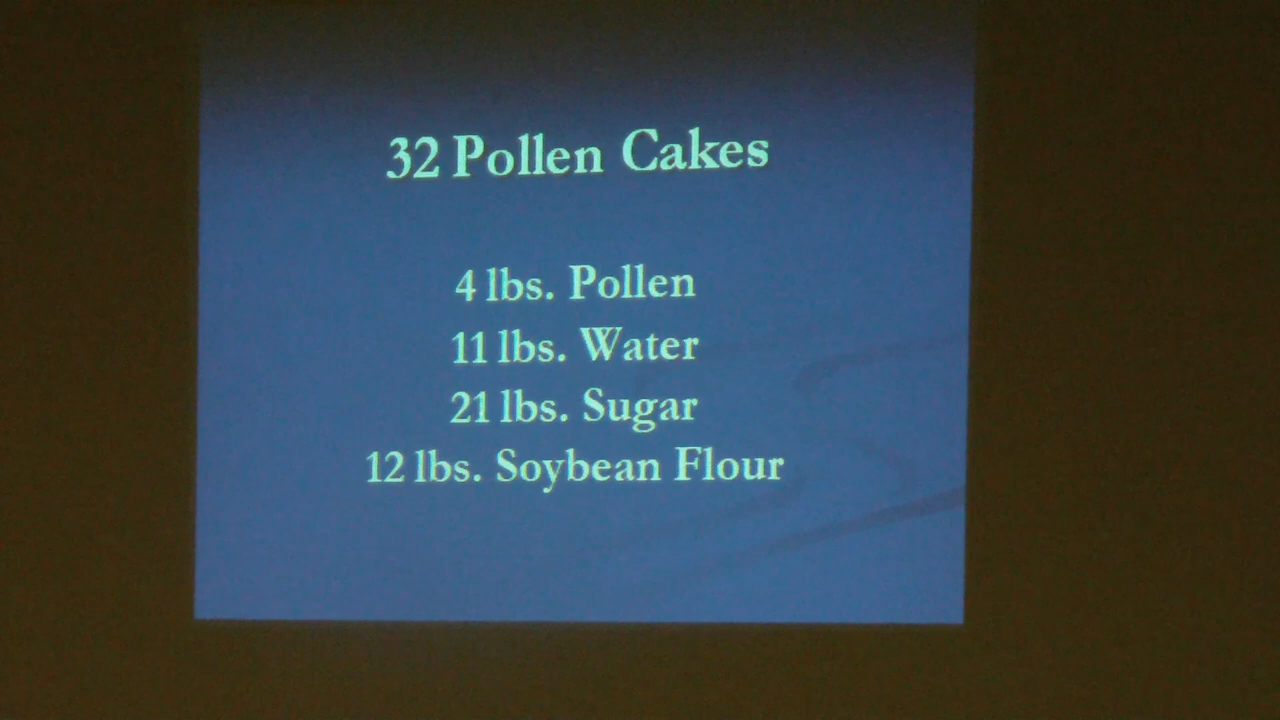 32 Pollen Cakes
4 lbs. Pollen
11 lbs. Water
21 lbs. Sugar
12 lbs. Soybean Flour